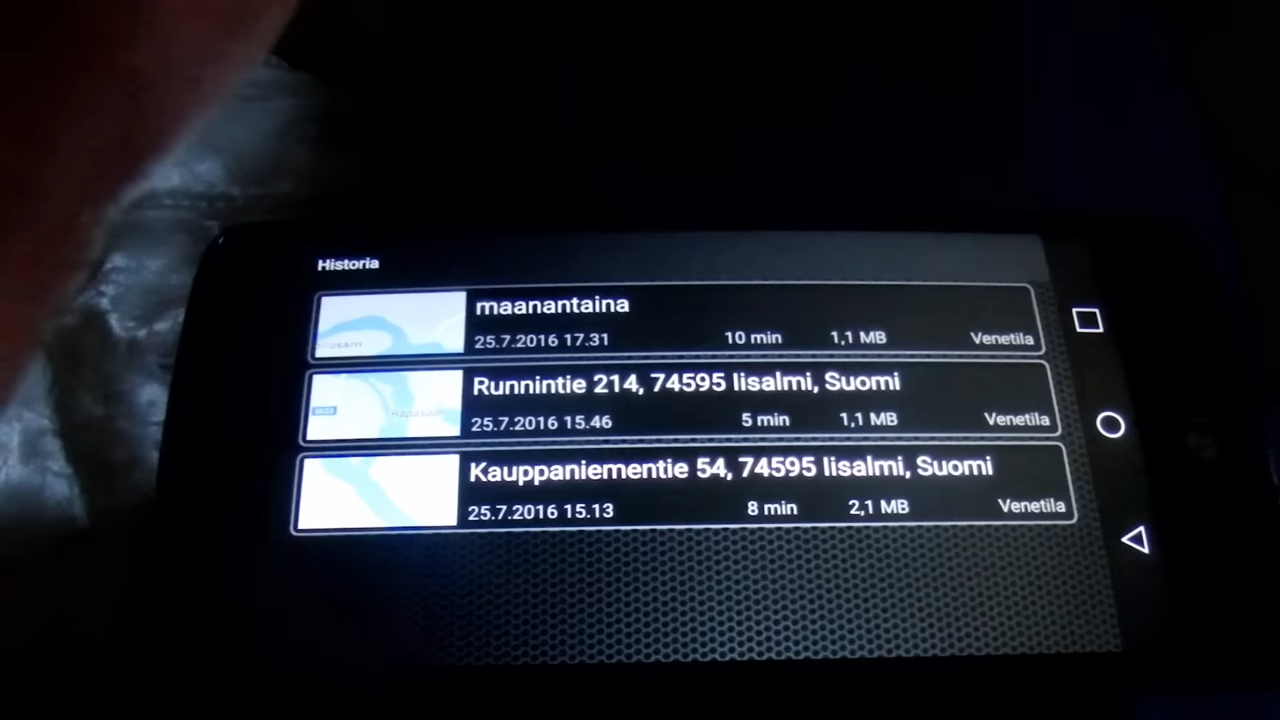 Historia
maanantaina
25.7.2016 17.31 10 min 1,1 MB Venetila
Runnintie 214, 74595 Iisalmi, Suomi
Rapasaari
25.7.2016 15.46 5 min 1,1 MB Venetila
Kauppaniementie 54, 74595 Iisalmi, Suomi
25.7.2016 15.13 8 min 2,1 MB Venetila